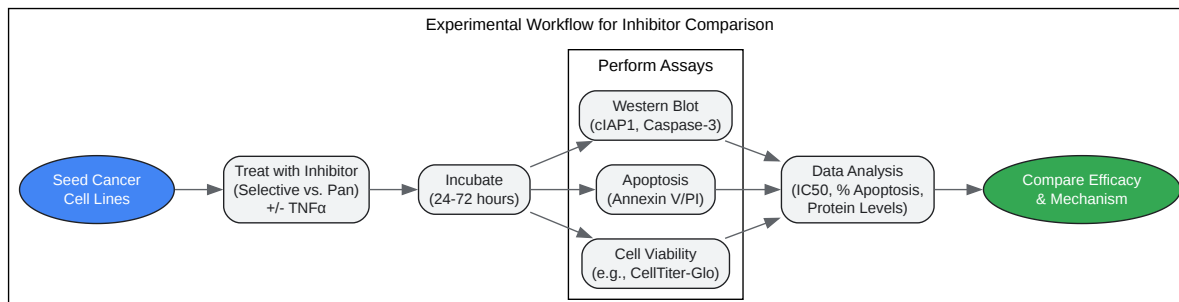 Experimental Workflow for Inhibitor Comparison
Seed Cancer
Cell Lines
Treat with Inhibitor
(Selective vs. Pan)
+/- TNFα
Incubate
(24-72 hours)
Perform Assays
Western Blot
(cIAP1, Caspase-3)
Apoptosis
(Annexin V/PI)
Cell Viability
(e.g., CellTiter-Glo)
Data Analysis
(IC50, % Apoptosis,
Protein Levels)
Compare Efficacy
& Mechanism